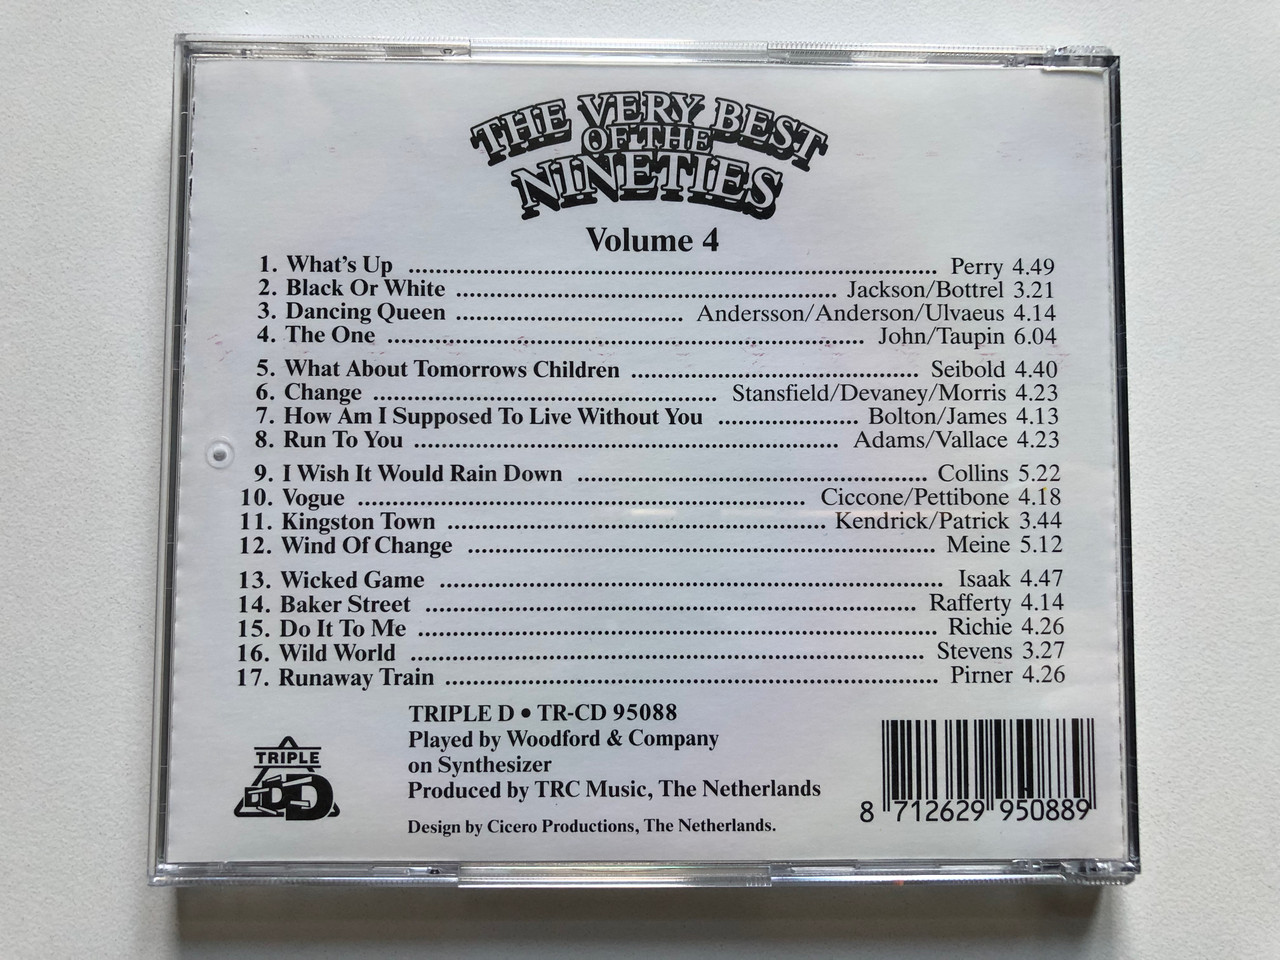 THE VERY BEST
OF THE
NINETIES
Volume 4
1. What's Up ........ Perry 4.49
2. Black Or White ........ Jackson/Bottrel 3.21
3. Dancing Queen ........ Andersson/Anderson/Ulvaeus 4.14
4. The One ........ John/Taupin 6.04
5. What About Tomorrows Children ........ Seibold 4.40
6. Change ........ Stansfield/Devaney/Morris 4.23
7. How Am I Supposed To Live Without You ........ Bolton/James 4.13
8. Run To You ........ Adams/Vallace 4.23
9. I Wish It Would Rain Down ........ Collins 5.22
10. Vogue ........ Ciccone/Pettibone 4.18
11. Kingston Town ........ Kendrick/Patrick 3.44
12. Wind Of Change ........ Meine 5.12
13. Wicked Game ........ Isaak 4.47
14. Baker Street ........ Rafferty 4.14
15. Do It To Me ........ Richie 4.26
16. Wild World ........ Stevens 3.27
17. Runaway Train ........ Pirner 4.26
TRIPLE D • TR-CD 95088
Played by Woodford & Company
on Synthesizer
Produced by TRC Music, The Netherlands
Design by Cicero Productions, The Netherlands.
TRIPLE
D
8 712629 950889